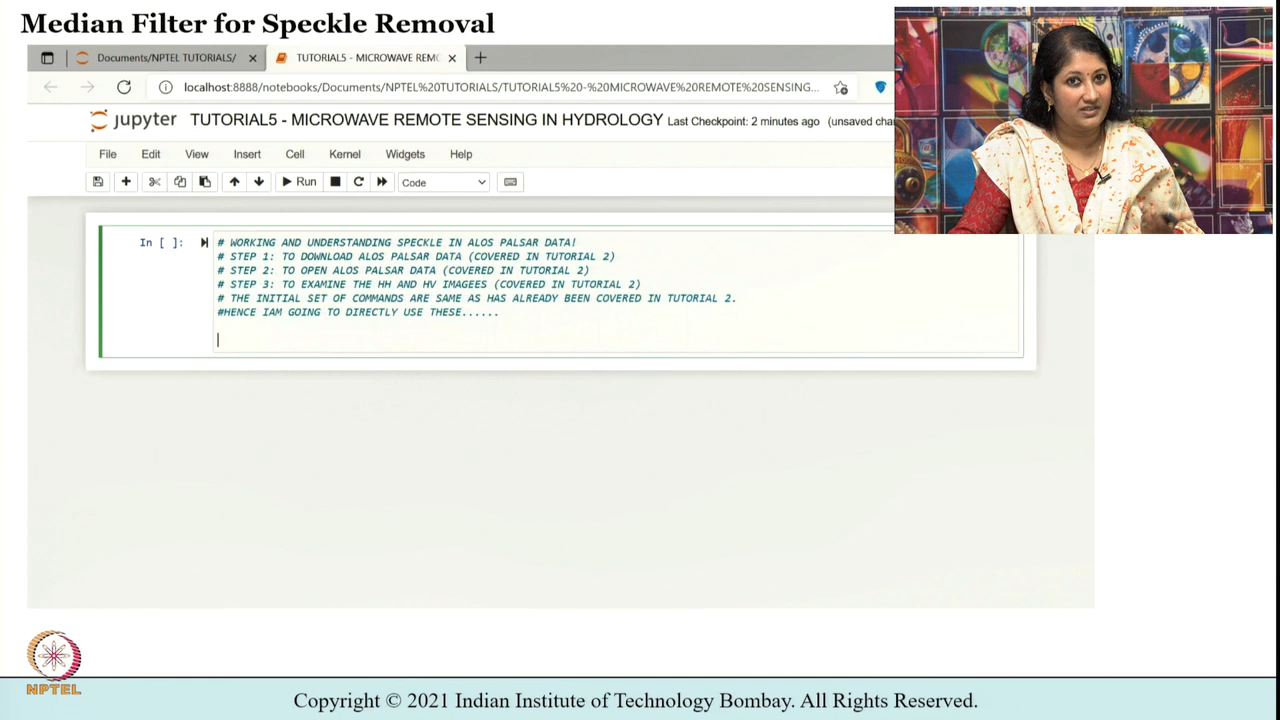 Median Filter for Speckle Removal
Documents/NPTEL TUTORIALS/
TUTORIAL5 - MICROWAVE REM
localhost:8888/notebooks/Documents/NPTEL%20TUTORIALS/TUTORIAL5%20-%20MICROWAVE%20REMOTE%20SENSING...
jupyter TUTORIAL5 - MICROWAVE REMOTE SENSING IN HYDROLOGY Last Checkpoint: 2 minutes ago (unsaved cha
File Edit View Insert Cell Kernel Widgets Help
Run Code
In [ ]:
# WORKING AND UNDERSTANDING SPECKLE IN ALOS PALSAR DATA!
# STEP 1: TO DOWNLOAD ALOS PALSAR DATA (COVERED IN TUTORIAL 2)
# STEP 2: TO OPEN ALOS PALSAR DATA (COVERED IN TUTORIAL 2)
# STEP 3: TO EXAMINE THE HH AND HV IMAGEES (COVERED IN TUTORIAL 2)
# THE INITIAL SET OF COMMANDS ARE SAME AS HAS ALREADY BEEN COVERED IN TUTORIAL 2.
#HENCE IAM GOING TO DIRECTLY USE THESE......
NPTEL
Copyright © 2021 Indian Institute of Technology Bombay. All Rights Reserved.